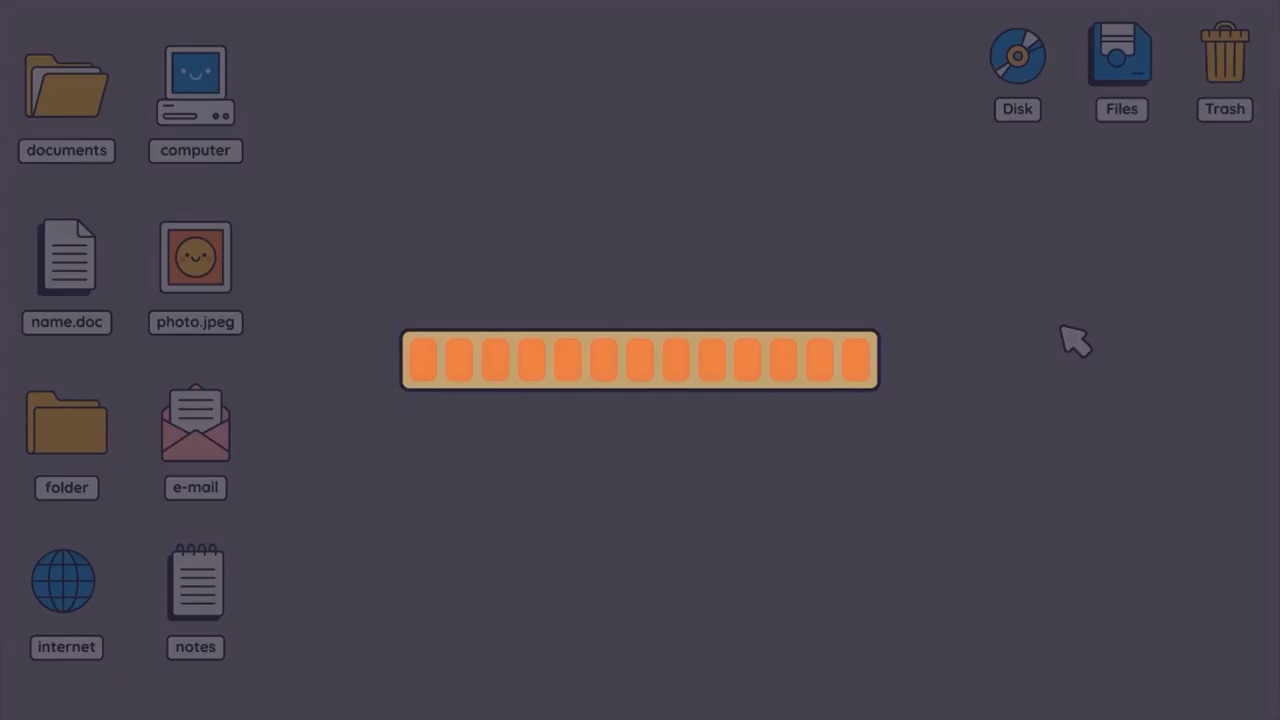 Disk
Files
Trash
documents
computer
name.doc
photo.jpeg
folder
e-mail
internet
notes